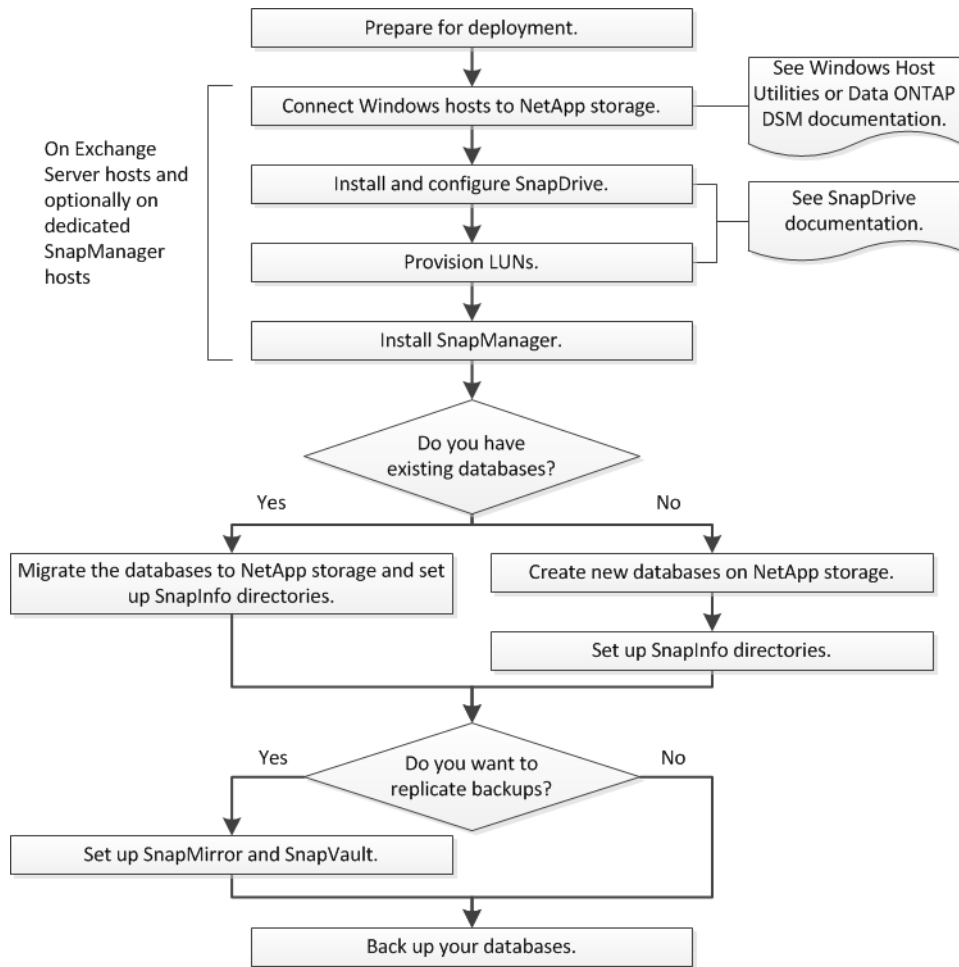 Prepare for deployment.
See Windows Host
Utilities or Data ONTAP
DSM documentation.
Connect Windows hosts to NetApp storage.
On Exchange
Server hosts and
optionally on
dedicated
SnapManager
hosts
Install and configure SnapDrive.
See SnapDrive
documentation.
Provision LUNs.
Install SnapManager.
Do you have
existing databases?
Yes
No
Migrate the databases to NetApp storage and set
up SnapInfo directories.
Create new databases on NetApp storage.
Set up SnapInfo directories.
Do you want to
replicate backups?
Yes
No
Set up SnapMirror and SnapVault.
Back up your databases.